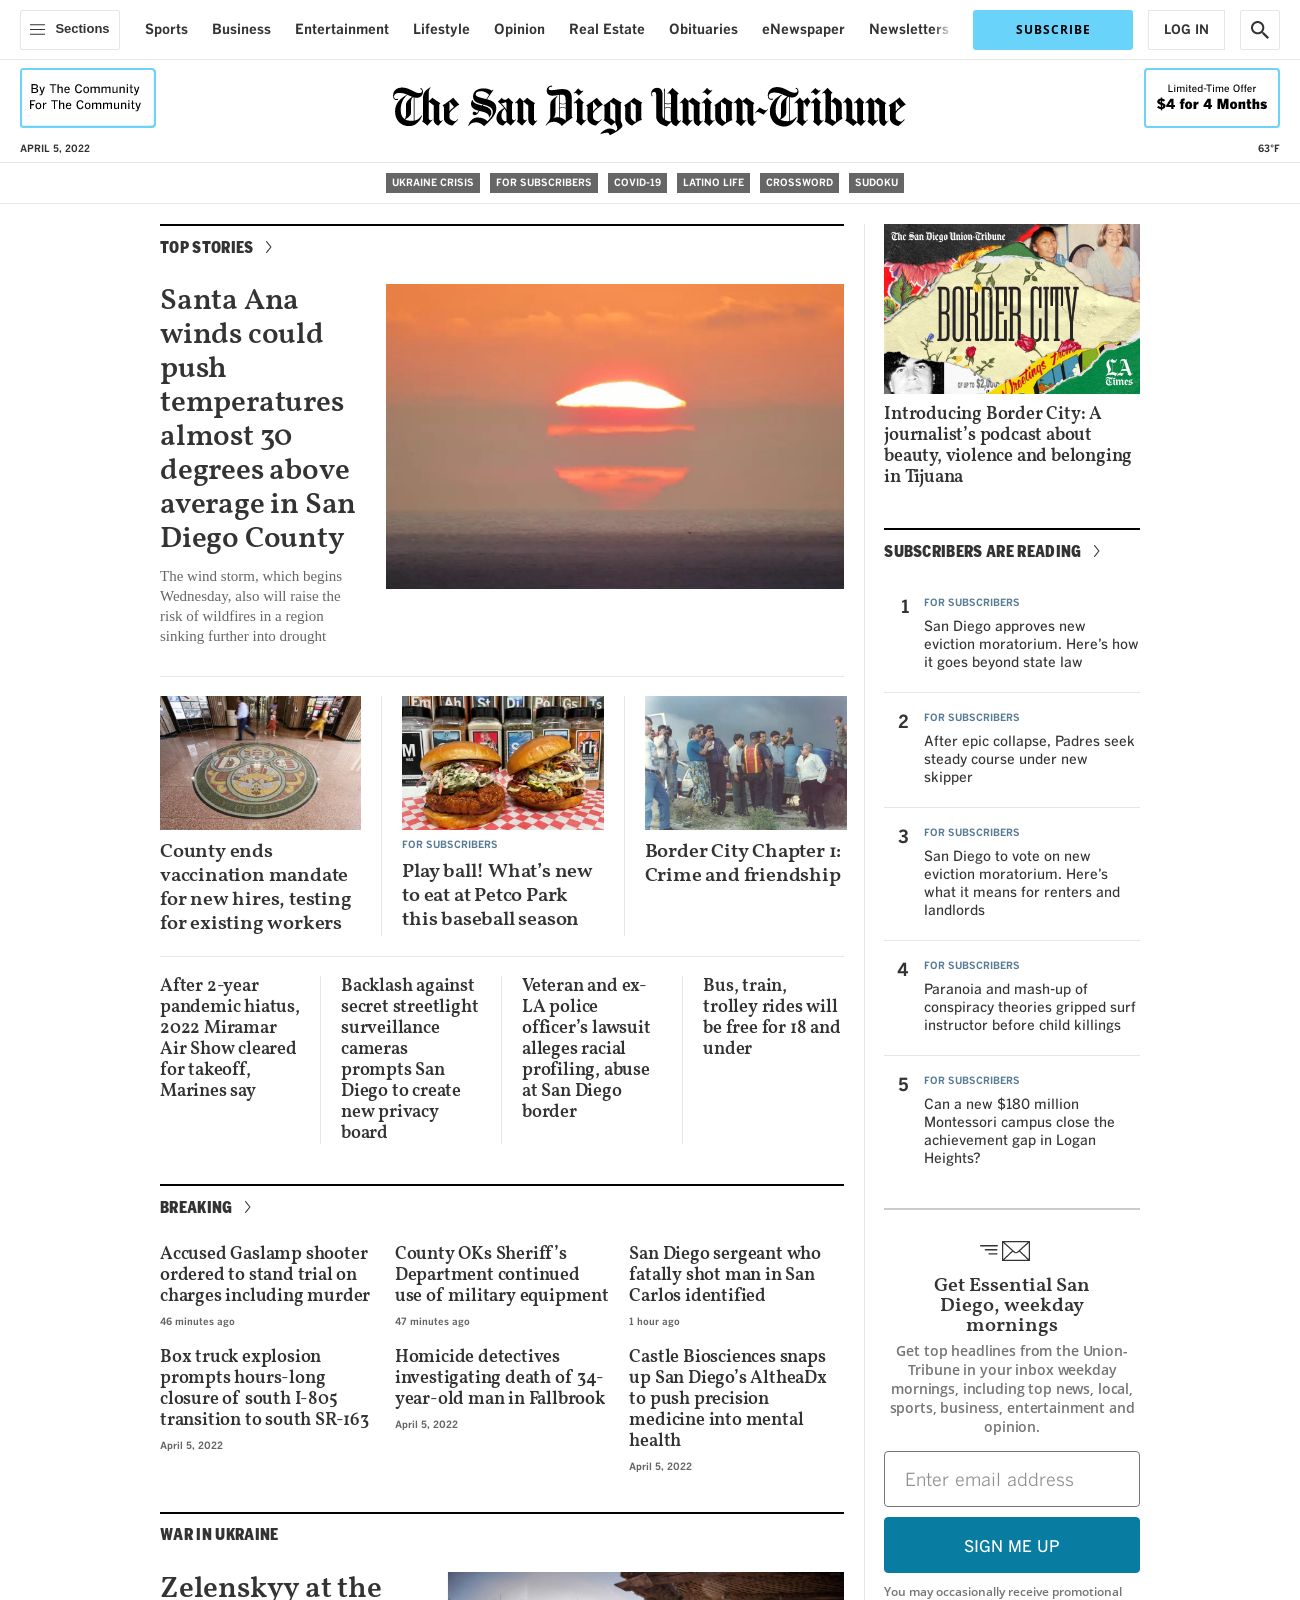 Sections
Sports
Business
Entertainment
Lifestyle
Opinion
Real Estate
Obituaries
eNewspaper
Newsletters
SUBSCRIBE
LOG IN
By The Community
For The Community
The San Diego Union-Tribune
Limited-Time Offer
$4 for 4 Months
APRIL 5, 2022
63°F
UKRAINE CRISIS
FOR SUBSCRIBERS
COVID-19
LATINO LIFE
CROSSWORD
SUDOKU
TOP STORIES
Santa Ana
winds could
push
temperatures
almost 30
degrees above
average in San
Diego County
The wind storm, which begins
Wednesday, also will raise the
risk of wildfires in a region
sinking further into drought
County ends
vaccination mandate
for new hires, testing
for existing workers
Em Ah St Di Po Gs Ts
M
Th
FOR SUBSCRIBERS
Play ball! What's new
to eat at Petco Park
this baseball season
Border City Chapter 1:
Crime and friendship
After 2-year
pandemic hiatus,
2022 Miramar
Air Show cleared
for takeoff,
Marines say
Backlash against
secret streetlight
surveillance
cameras
prompts San
Diego to create
new privacy
board
Veteran and ex-
LA police
officer's lawsuit
alleges racial
profiling, abuse
at San Diego
border
Bus, train,
trolley rides will
be free for 18 and
under
BREAKING
Accused Gaslamp shooter
ordered to stand trial on
charges including murder
46 minutes ago
County OKs Sheriff's
Department continued
use of military equipment
47 minutes ago
San Diego sergeant who
fatally shot man in San
Carlos identified
1 hour ago
Box truck explosion
prompts hours-long
closure of south I-805
transition to south SR-163
April 5, 2022
Homicide detectives
investigating death of 34-
year-old man in Fallbrook
April 5, 2022
Castle Biosciences snaps
up San Diego's AltheaDx
to push precision
medicine into mental
health
April 5, 2022
WAR IN UKRAINE
Zelenskyy at the
The San Diego Union-Tribune
BORDER CITY
Greetings from
LA
Times
Introducing Border City: A
journalist's podcast about
beauty, violence and belonging
in Tijuana
SUBSCRIBERS ARE READING
1
FOR SUBSCRIBERS
San Diego approves new
eviction moratorium. Here's how
it goes beyond state law
2
FOR SUBSCRIBERS
After epic collapse, Padres seek
steady course under new
skipper
3
FOR SUBSCRIBERS
San Diego to vote on new
eviction moratorium. Here's
what it means for renters and
landlords
4
FOR SUBSCRIBERS
Paranoia and mash-up of
conspiracy theories gripped surf
instructor before child killings
5
FOR SUBSCRIBERS
Can a new $180 million
Montessori campus close the
achievement gap in Logan
Heights?
Get Essential San
Diego, weekday
mornings
Get top headlines from the Union-
Tribune in your inbox weekday
mornings, including top news, local,
sports, business, entertainment and
opinion.
Enter email address
SIGN ME UP
You may occasionally receive promotional